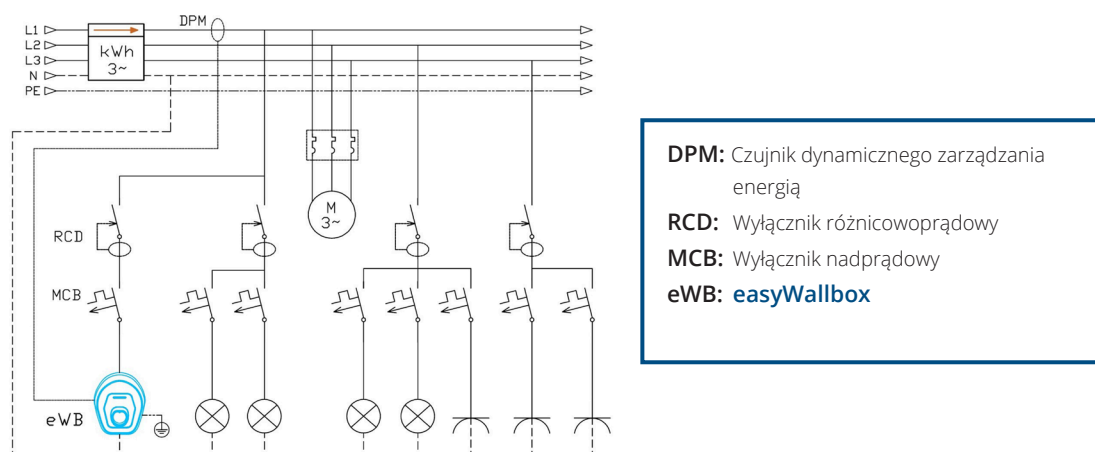 DPM
L1
L2
L3
N
PE
kWh
3~
M
3~
RCD
MCB
eWB
DPM: Czujnik dynamicznego zarządzania
energią
RCD: Wyłącznik różnicowoprądowy
MCB: Wyłącznik nadprądowy
eWB: easyWallbox